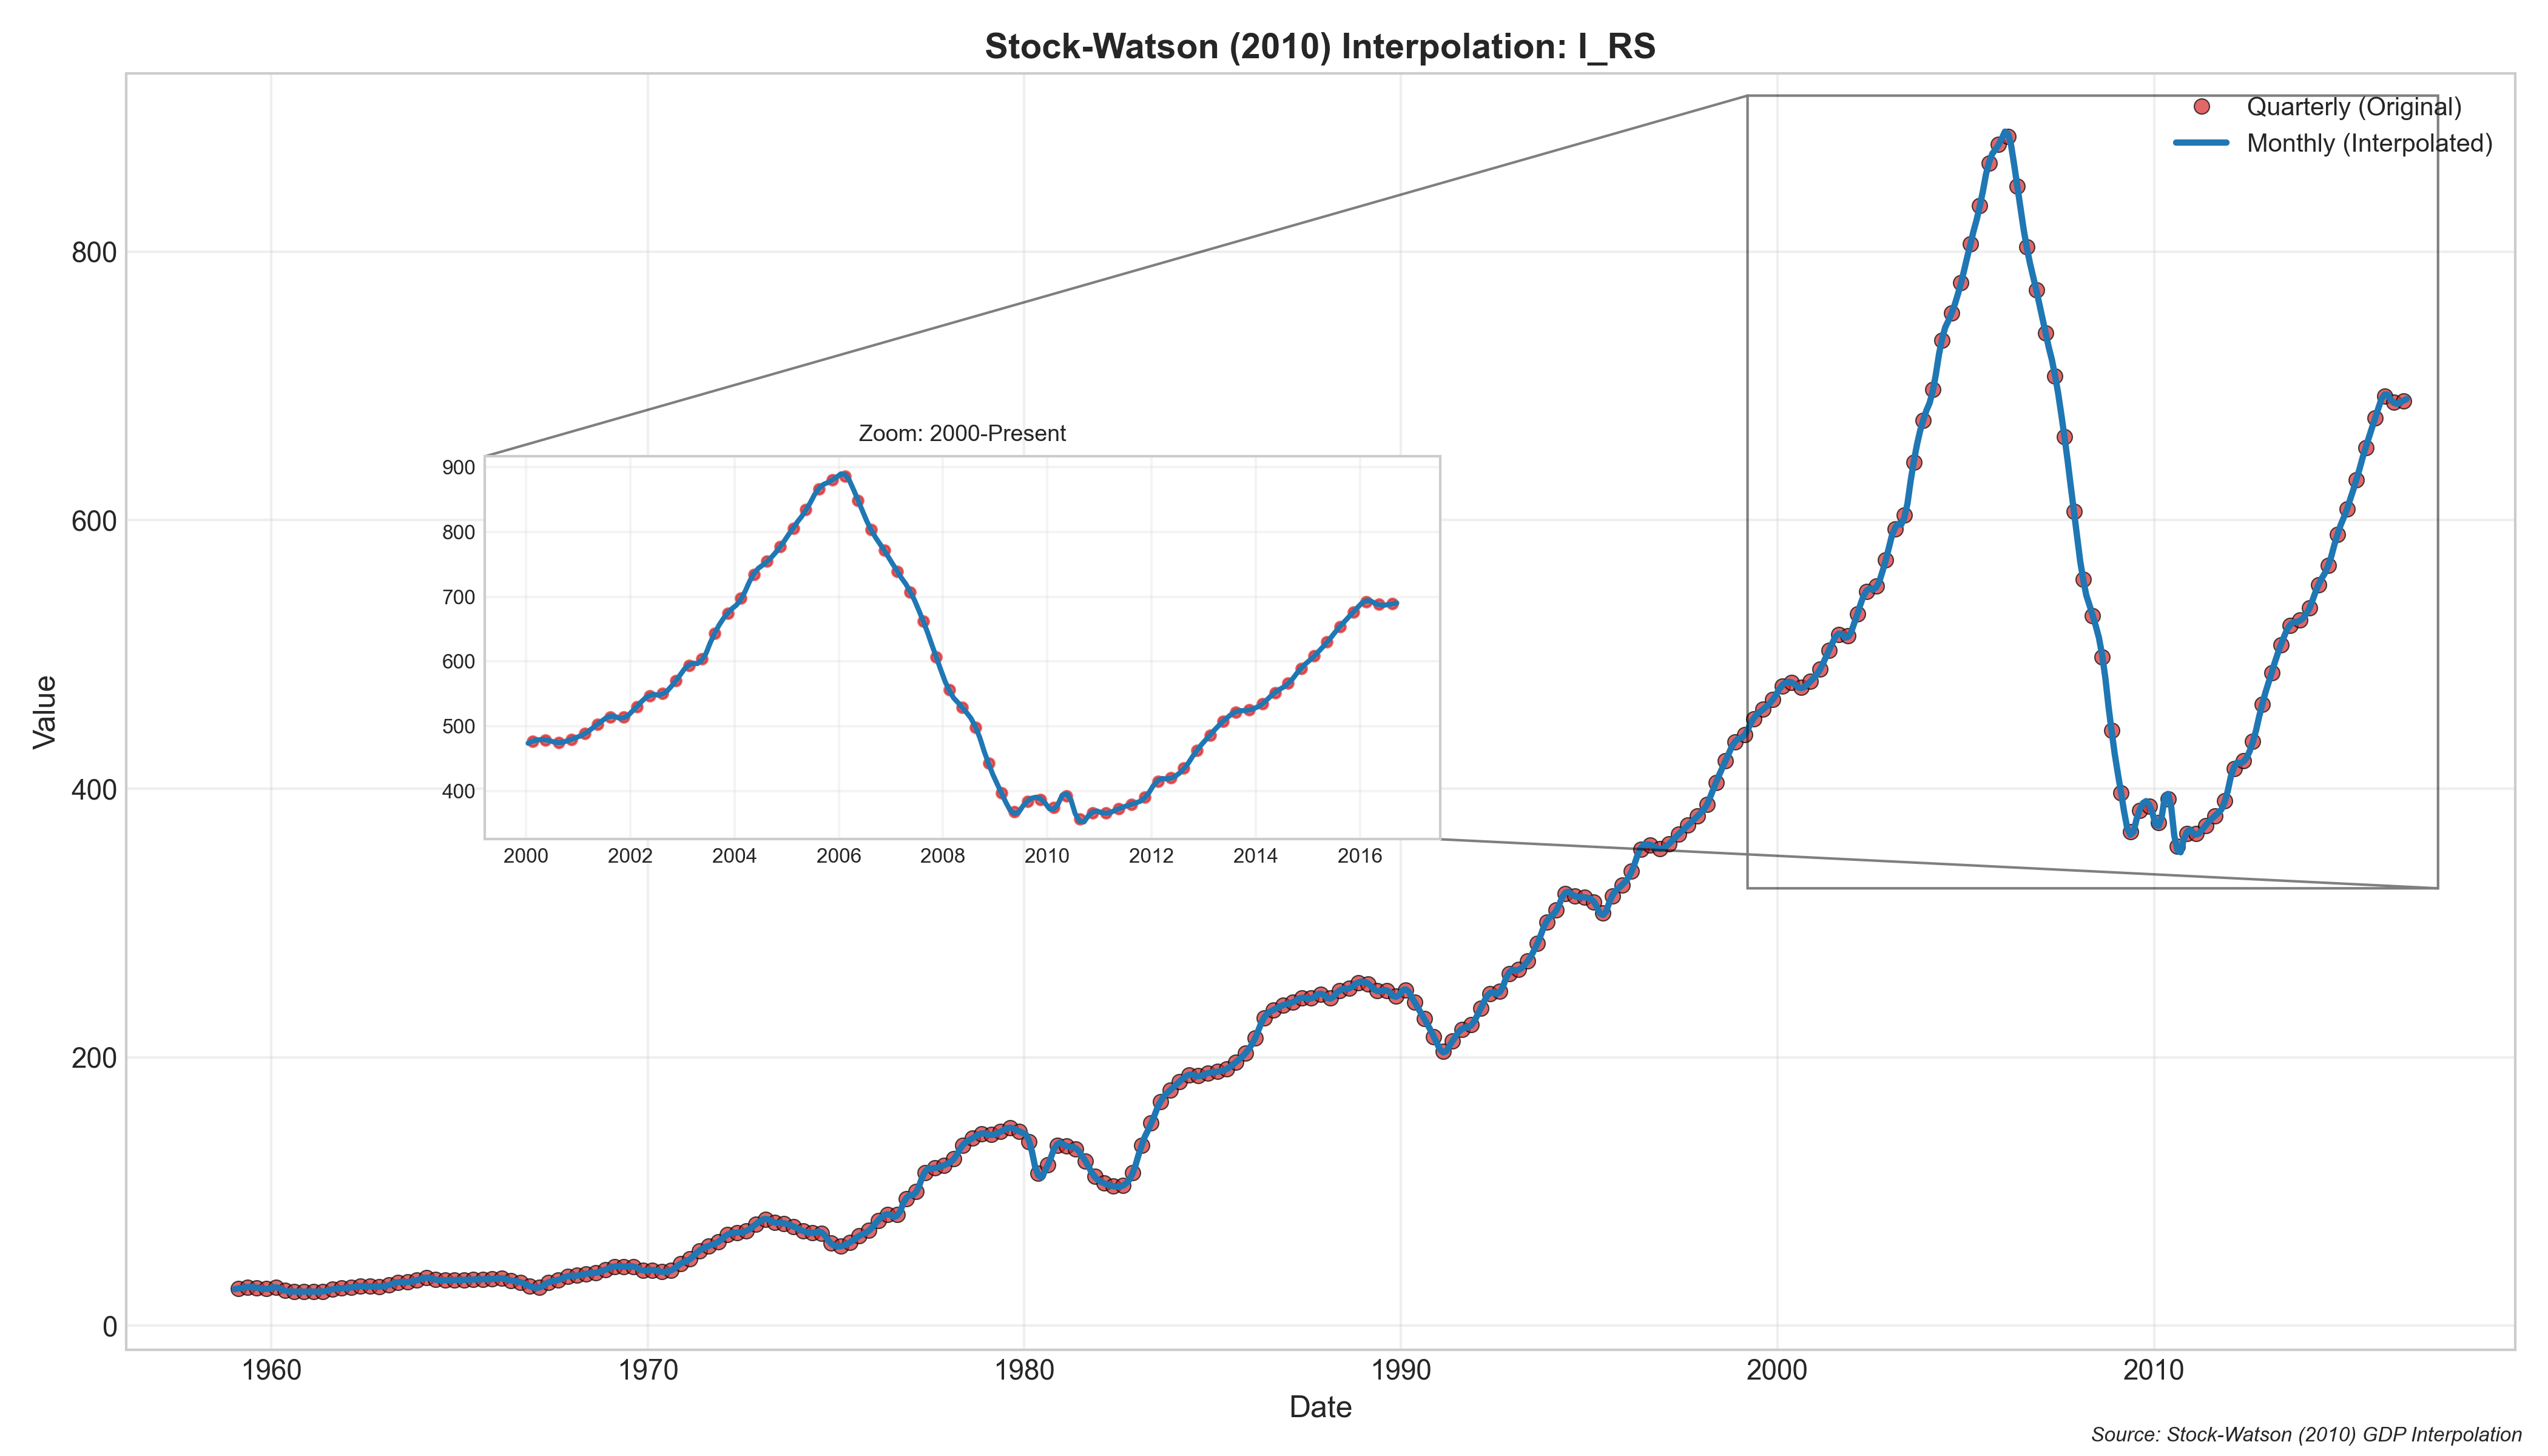 Stock-Watson (2010) Interpolation: I_RS
Quarterly (Original)
Monthly (Interpolated)
Value
800
600
400
200
0
Zoom: 2000-Present
900
800
700
600
500
400
2000 2002 2004 2006 2008 2010 2012 2014 2016
1960 1970 1980 1990 2000 2010
Date
Source: Stock-Watson (2010) GDP Interpolation